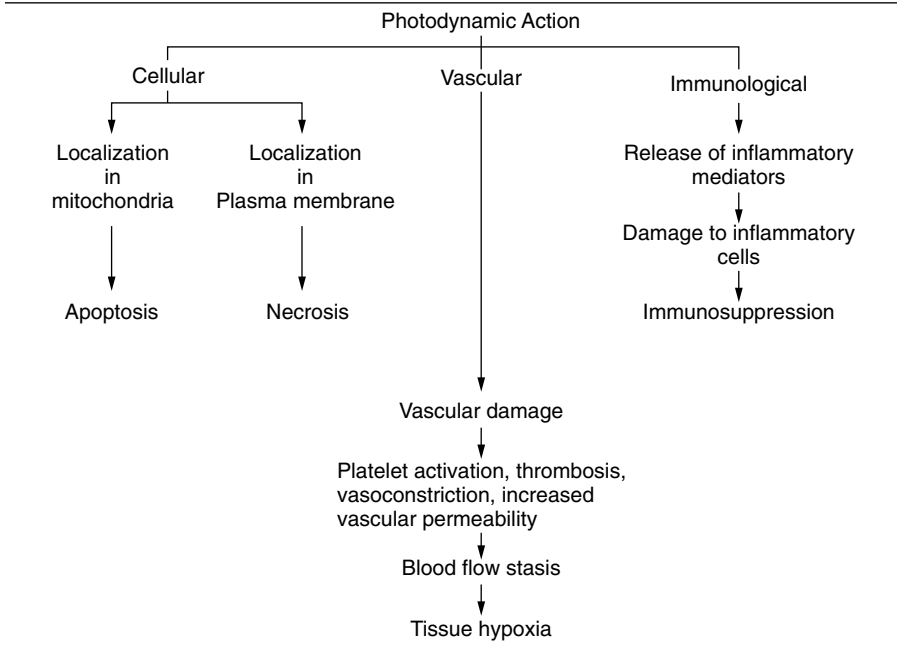 Photodynamic Action
Cellular
Vascular
Immunological
Localization
in
mitochondria
Localization
in
Plasma membrane
Release of inflammatory
mediators
Damage to inflammatory
cells
Apoptosis
Necrosis
Immunosuppression
Vascular damage
Platelet activation, thrombosis,
vasoconstriction, increased
vascular permeability
Blood flow stasis
Tissue hypoxia